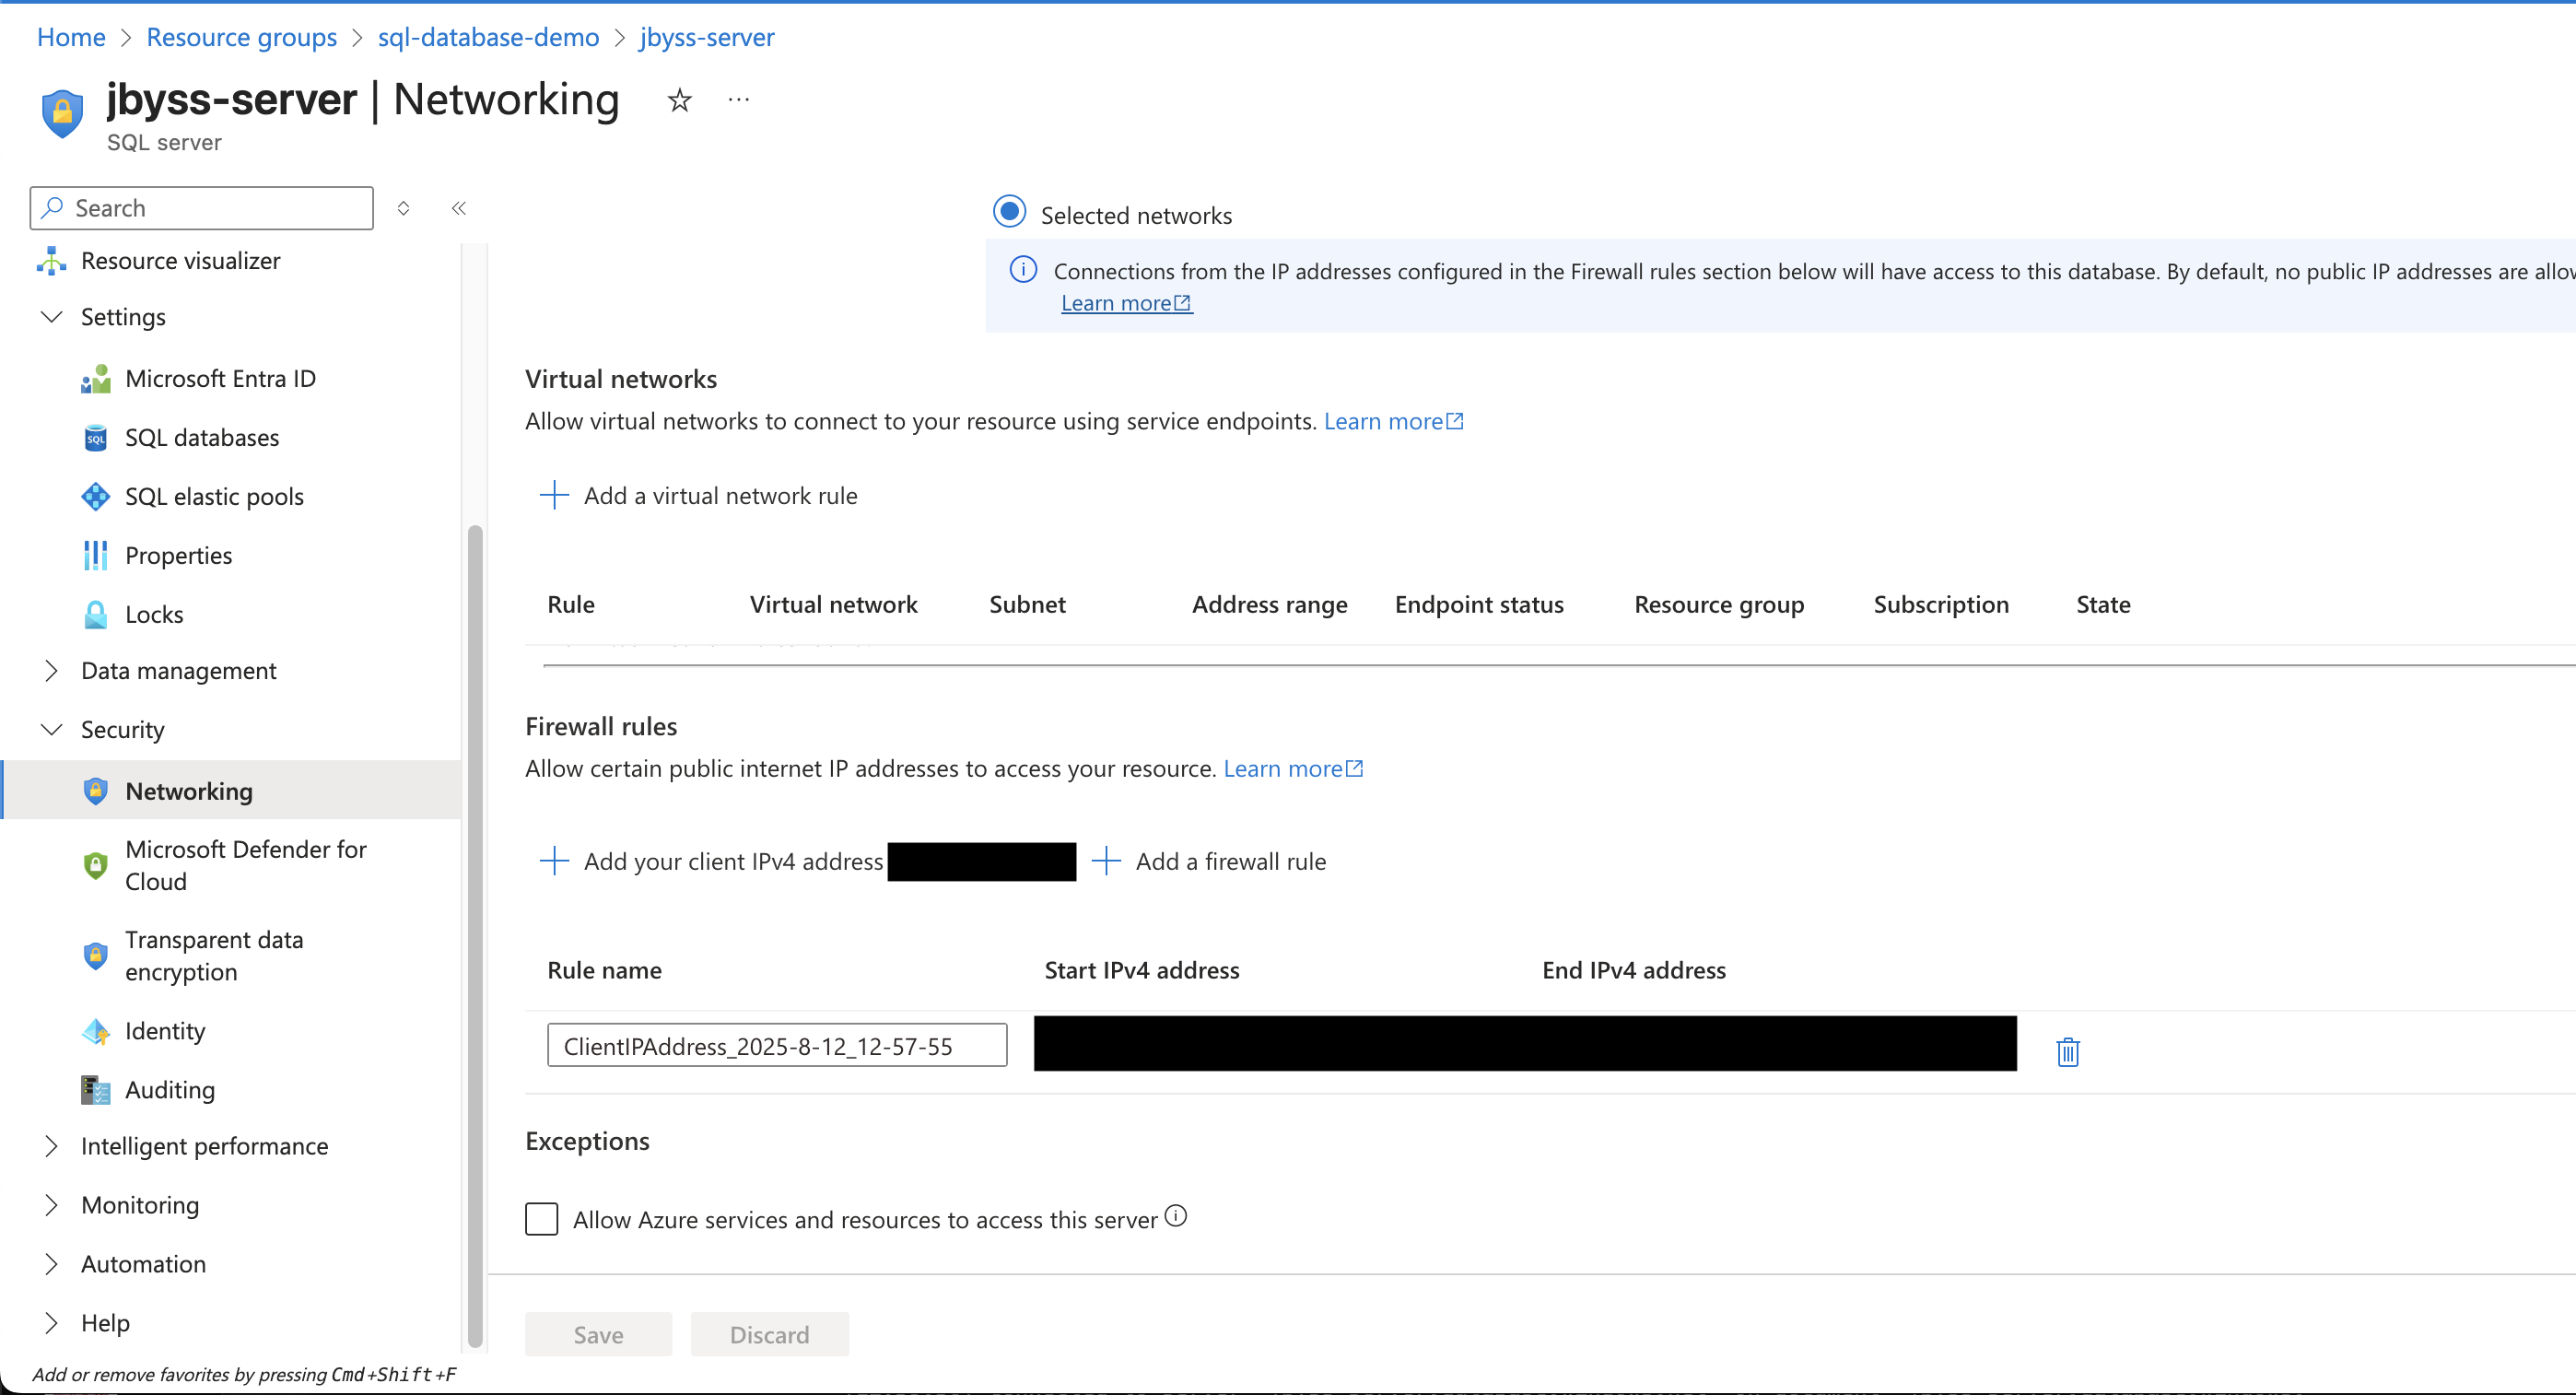 Home > Resource groups > sql-database-demo > jbyss-server
jbyss-server | Networking
SQL server
Search
Resource visualizer
Settings
Microsoft Entra ID
SQL databases
SQL elastic pools
Properties
Locks
Data management
Security
Networking
Microsoft Defender for
Cloud
Transparent data
encryption
Identity
Auditing
Intelligent performance
Monitoring
Automation
Help
Add or remove favorites by pressing Cmd+Shift+F
Selected networks
Connections from the IP addresses configured in the Firewall rules section below will have access to this database. By default, no public IP addresses are
Learn more
Virtual networks
Allow virtual networks to connect to your resource using service endpoints. Learn more
Add a virtual network rule
Rule Virtual network Subnet Address range Endpoint status Resource group Subscription State
Firewall rules
Allow certain public internet IP addresses to access your resource. Learn more
Add your client IPv4 address Add a firewall rule
Rule name Start IPv4 address End IPv4 address
ClientIPAddress_2025-8-12_12-57-55
Exceptions
Allow Azure services and resources to access this server
Save Discard